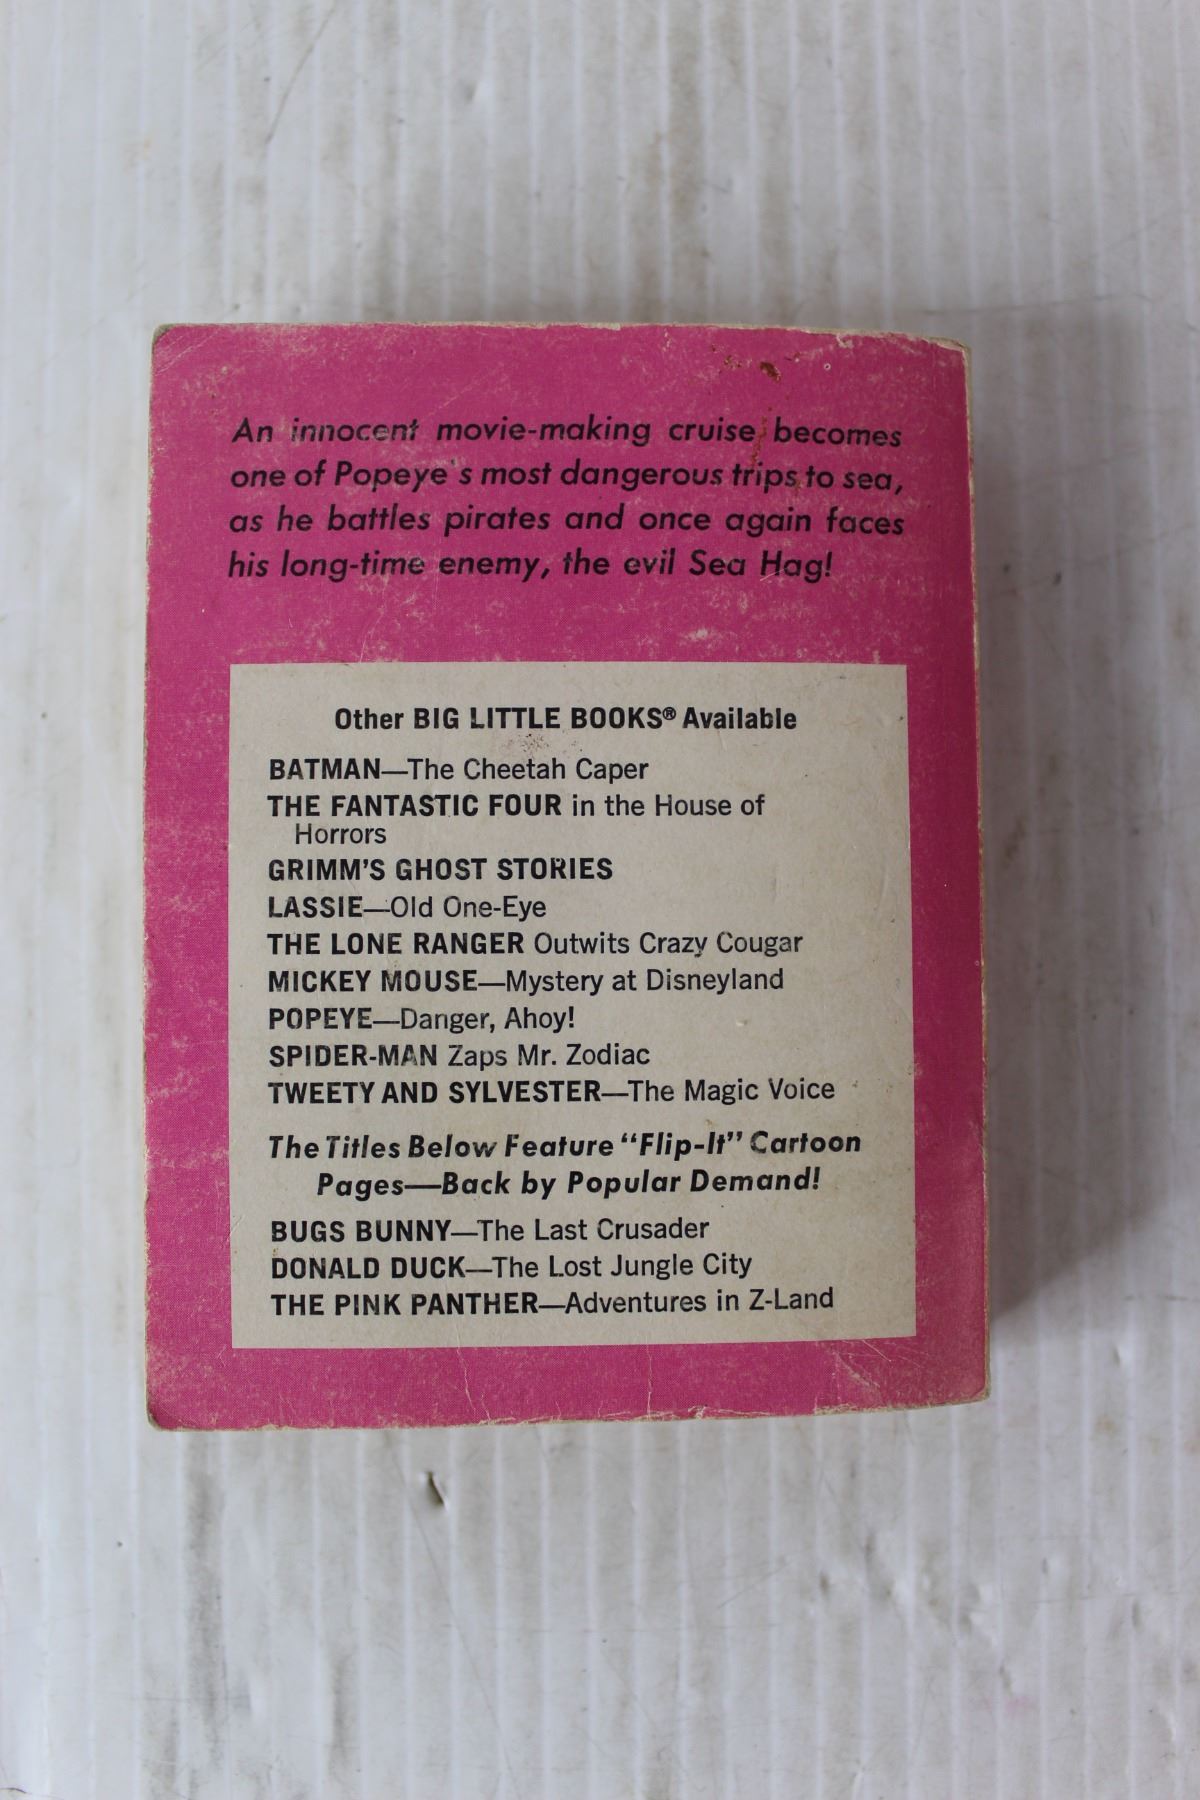 An innocent movie-making cruise becomes
one of Popeye's most dangerous trips to sea,
as he battles pirates and once again faces
his long-time enemy, the evil Sea Hag!
Other BIG LITTLE BOOKS® Available
BATMAN—The Cheetah Caper
THE FANTASTIC FOUR in the House of
Horrors
GRIMM'S GHOST STORIES
LASSIE—Old One-Eye
THE LONE RANGER Outwits Crazy Cougar
MICKEY MOUSE—Mystery at Disneyland
POPEYE—Danger, Ahoy!
SPIDER-MAN Zaps Mr. Zodiac
TWEETY AND SYLVESTER—The Magic Voice
The Titles Below Feature "Flip-It" Cartoon
Pages—Back by Popular Demand!
BUGS BUNNY—The Last Crusader
DONALD DUCK—The Lost Jungle City
THE PINK PANTHER—Adventures in Z-Land